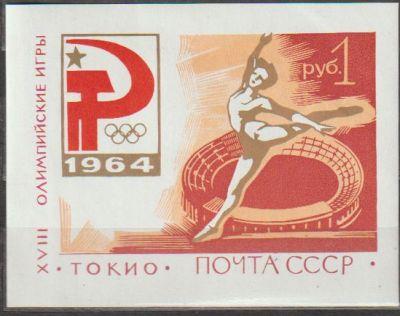 XVIII ОЛИМПИЙСКИЕ ИГРЫ
1964
руб. 1
• ТОКИО • ПОЧТА СССР •